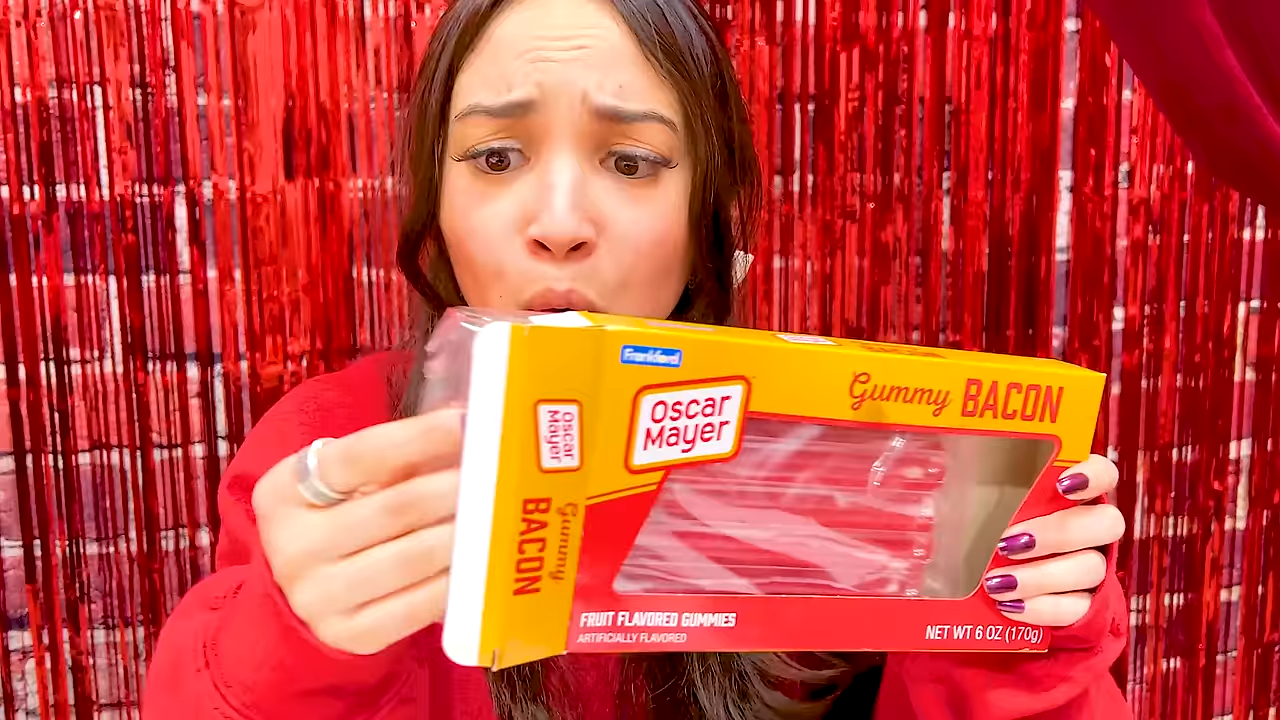 Frankford
Oscar
Mayer
Gummy BACON
Oscar
Mayer
Gummy
BACON
FRUIT FLAVORED GUMMIES
ARTIFICIALLY FLAVORED
NET WT 6 OZ (170g)